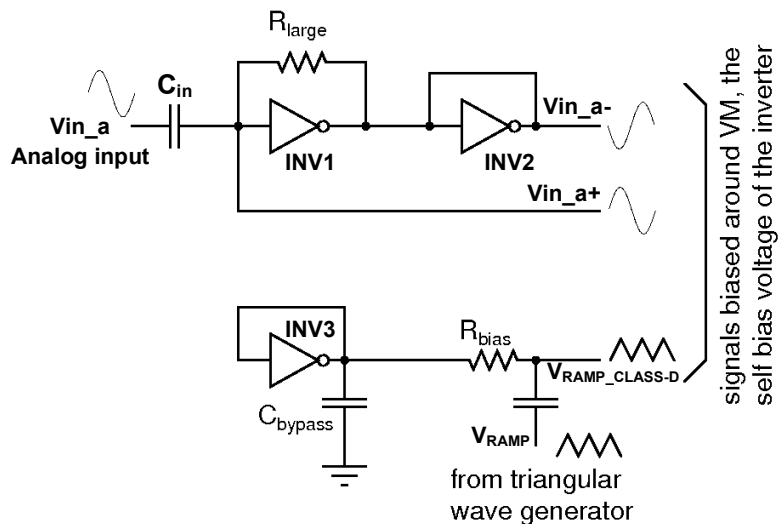 Rlarge
Cin
Vin_a
Analog input
INV1
INV2
Vin_a-
Vin_a+
signals biased around VM, the
self bias voltage of the inverter
INV3
Cbypass
Rbias
VRAMP_CLASS-D
VRAMP
from triangular
wave generator